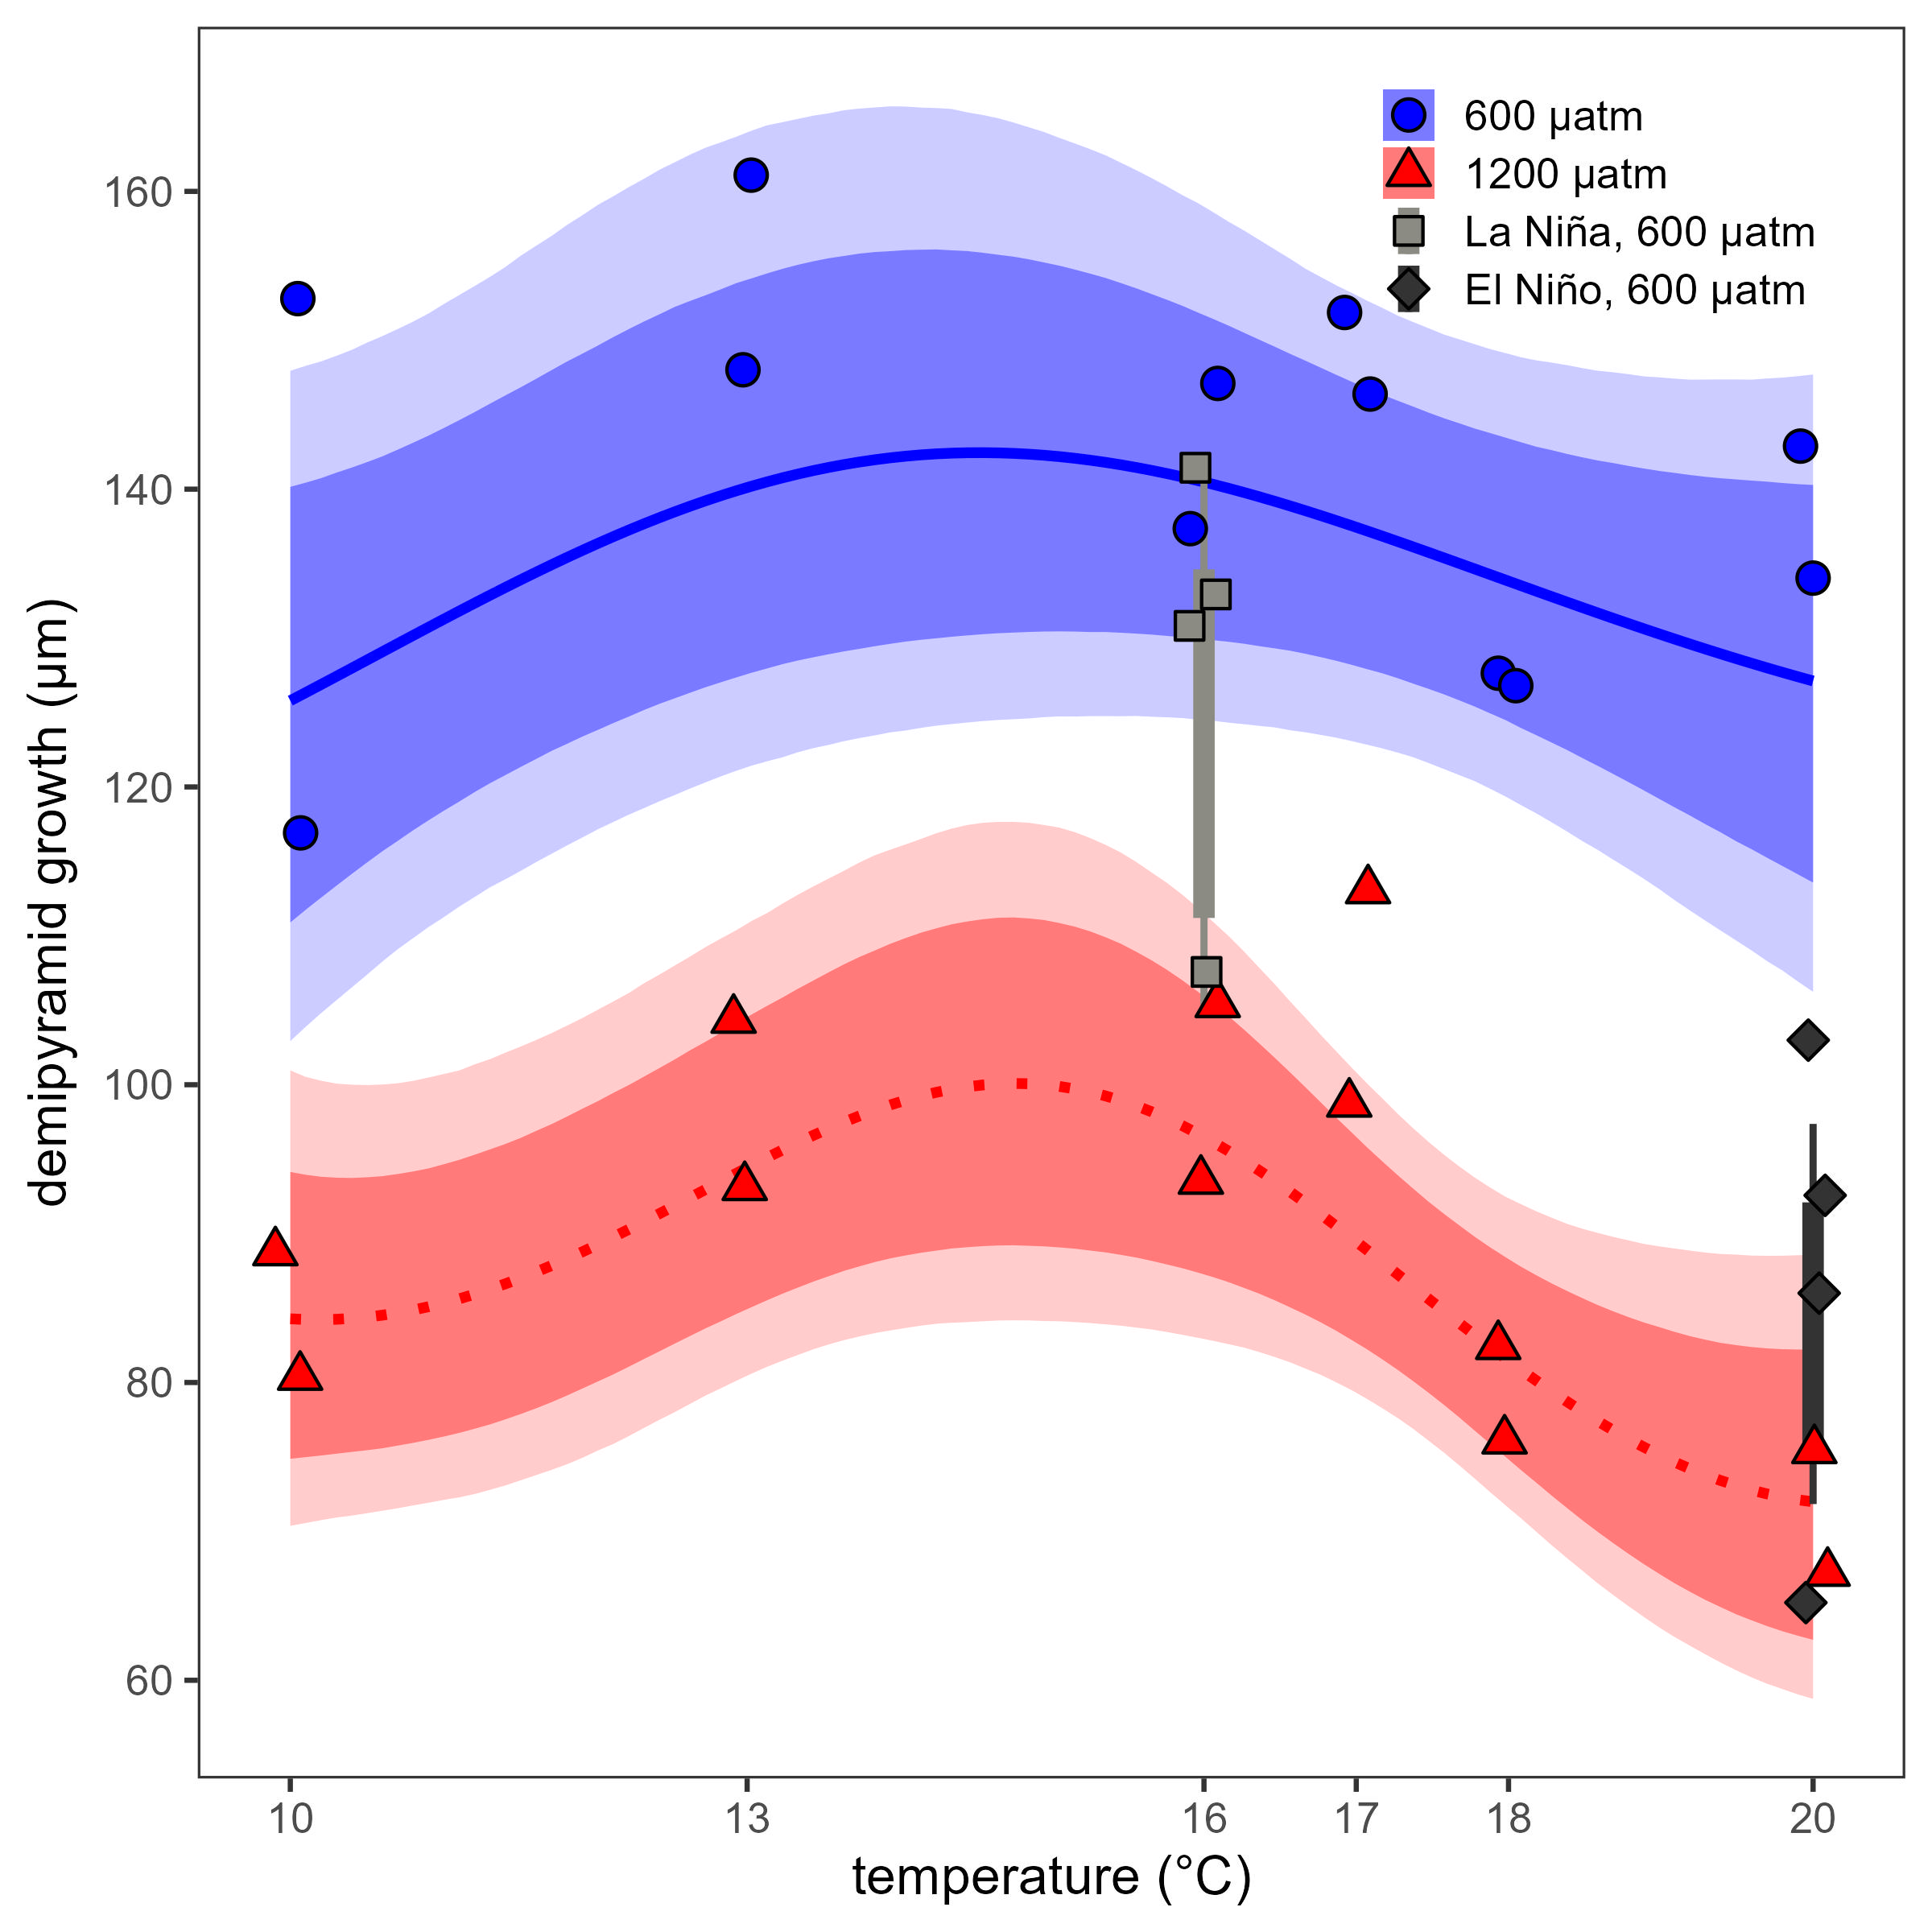 600 µatm
1200 µatm
La Niña, 600 µatm
El Niño, 600 µatm
160
140
120
100
80
60
demipyramid growth (µm)
10 13 16 17 18 20
temperature (°C)